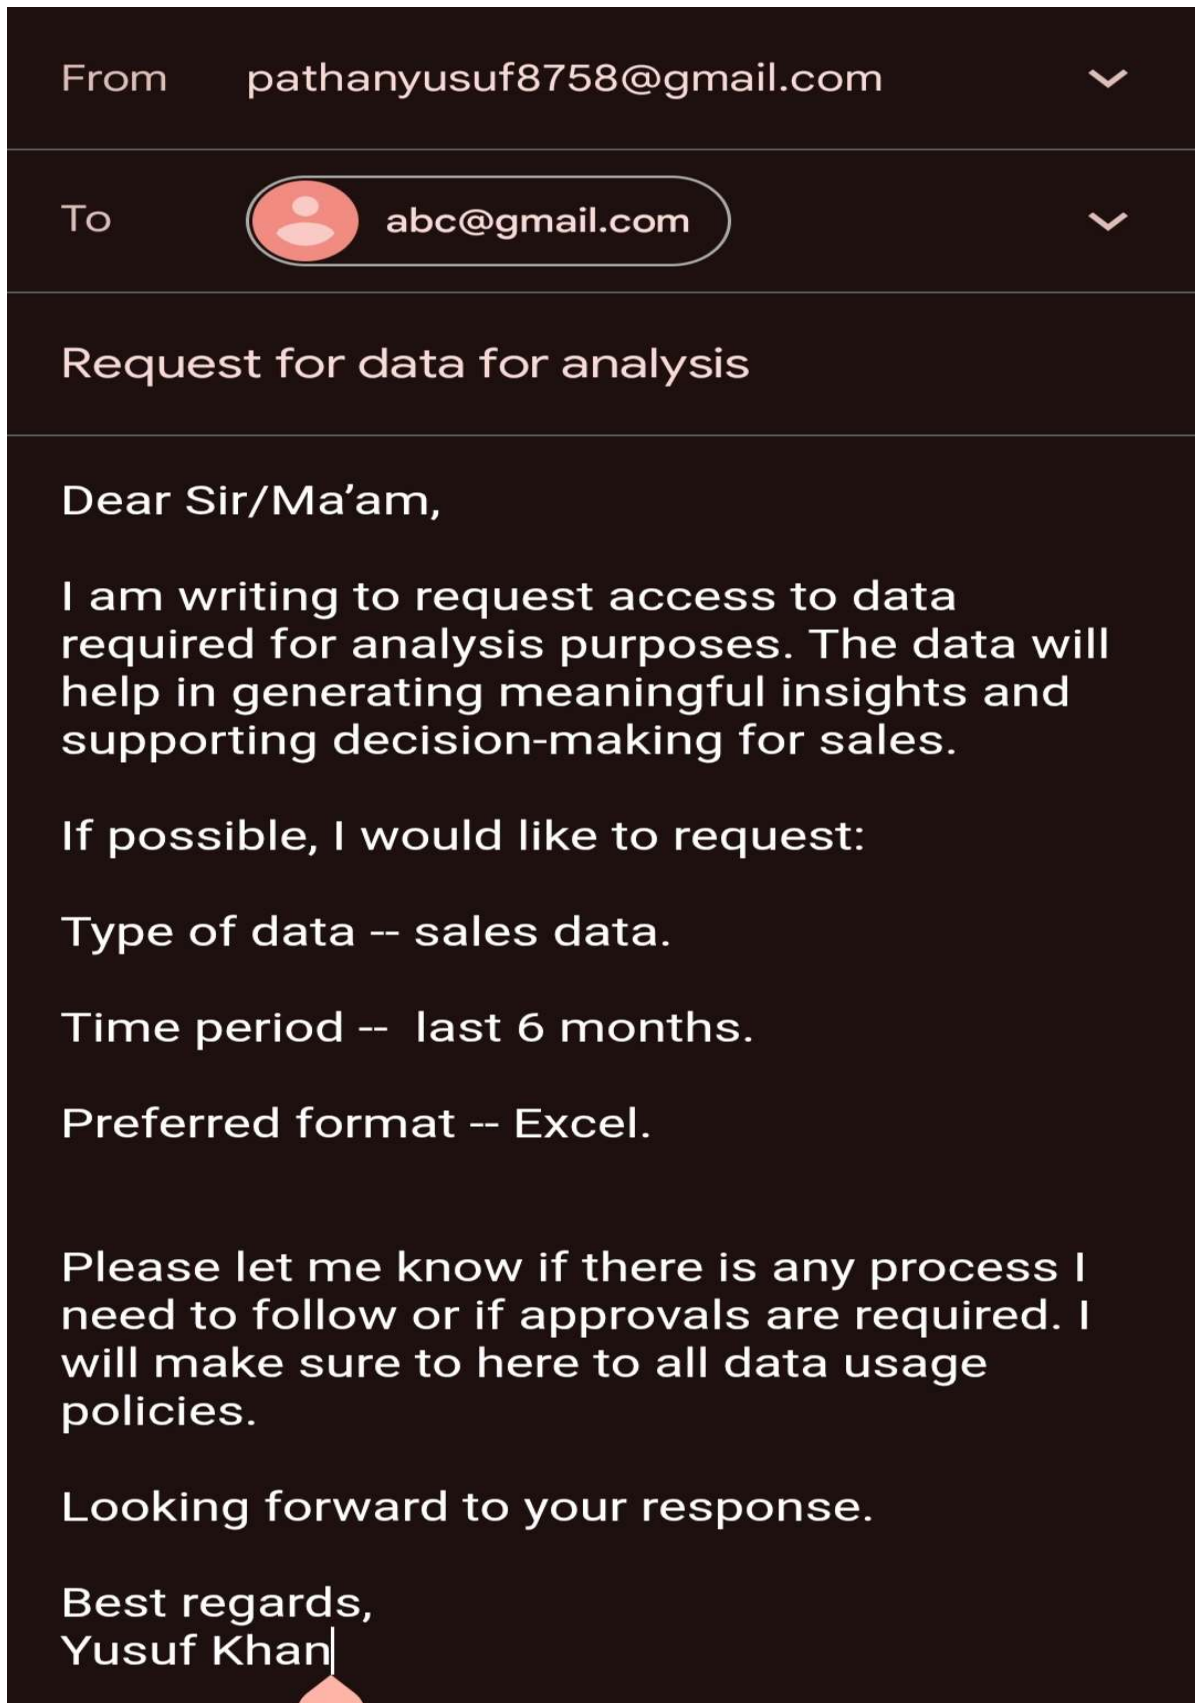 From pathanyusuf8758@gmail.com
To abc@gmail.com
Request for data for analysis
Dear Sir/Ma’am,
I am writing to request access to data
required for analysis purposes. The data will
help in generating meaningful insights and
supporting decision-making for sales.
If possible, I would like to request:
Type of data -- sales data.
Time period --  last 6 months.
Preferred format -- Excel.
Please let me know if there is any process I
need to follow or if approvals are required. I
will make sure to here to all data usage
policies.
Looking forward to your response.
Best regards,
Yusuf Khan